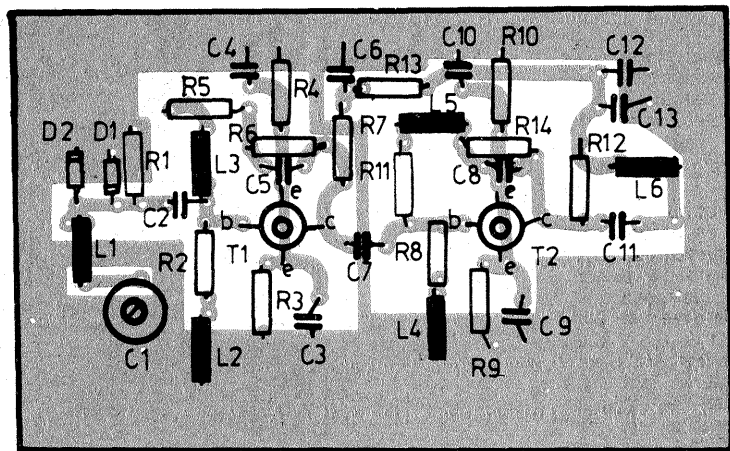 C4 C6 C10 R10 C12
R5 R4 R13
L5 C13
D2 D1 R6 R7 R14 R12
R1 L3 R11 C5 C8 L6
C2 e e
b c b c
L1 R2 T1 C7 R8 T2 C11
e e
R3 C9
C1 L2 C3 L4 R9